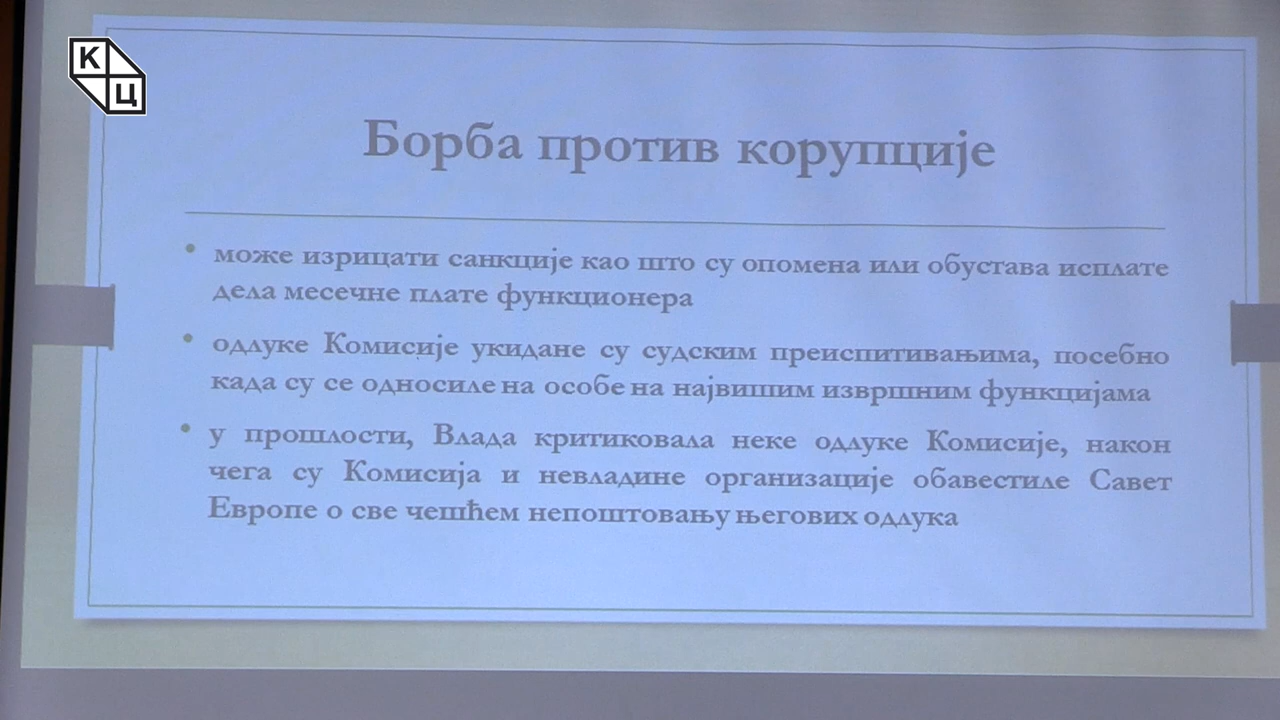 К
Ц
Борба против корупције
• може изрицати санкције као што су опомена или обустава исплате
дела месечне плате функционера
• одлуке Комисије укидане су судским преиспитивањима, посебно
када су се односиле на особе на највишим извршним функцијама
• у прошлости, Влада критиковала неке одлуке Комисије, након
чега су Комисија и невладине организације обавестиле Савет
Европе о све чешћем непоштовању његових одлука